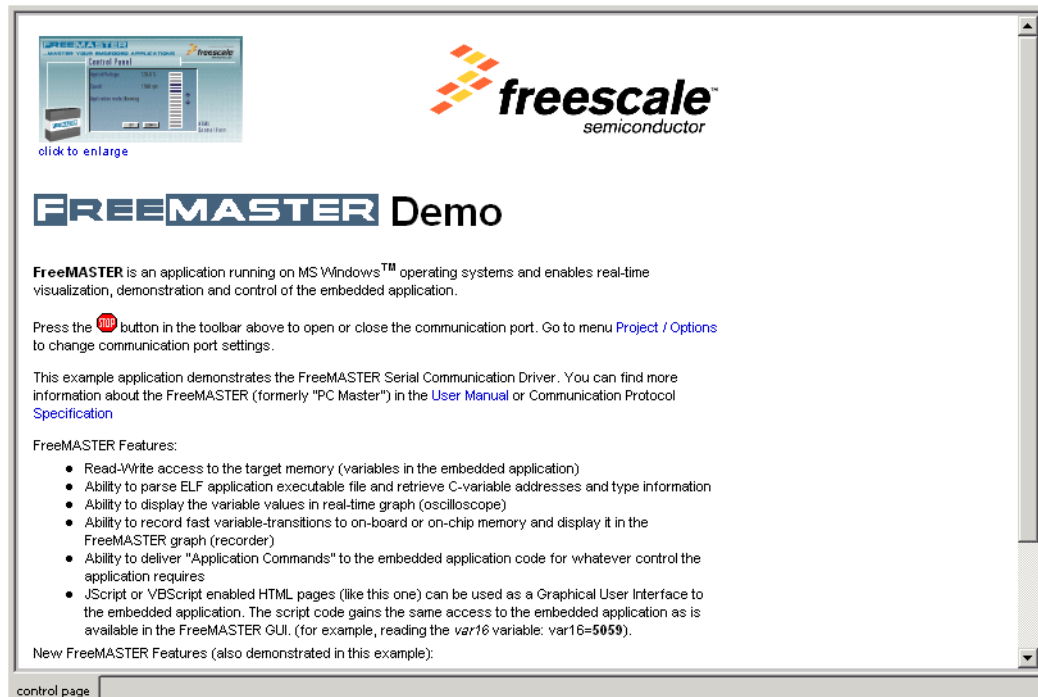 FREEMASTER
...MASTER YOUR EMBEDDED APPLICATIONS
freescale
Control Panel
click to enlarge
freescale™
semiconductor
FREEMASTER Demo
FreeMASTER is an application running on MS Windows™ operating systems and enables real-time
visualization, demonstration and control of the embedded application.
Press the STOP button in the toolbar above to open or close the communication port. Go to menu Project / Options
to change communication port settings.
This example application demonstrates the FreeMASTER Serial Communication Driver. You can find more
information about the FreeMASTER (formerly "PC Master") in the User Manual or Communication Protocol
Specification
FreeMASTER Features:
● Read-Write access to the target memory (variables in the embedded application)
● Ability to parse ELF application executable file and retrieve C-variable addresses and type information
● Ability to display the variable values in real-time graph (oscilloscope)
● Ability to record fast variable-transitions to on-board or on-chip memory and display it in the
FreeMASTER graph (recorder)
● Ability to deliver "Application Commands" to the embedded application code for whatever control the
application requires
● JScript or VBScript enabled HTML pages (like this one) can be used as a Graphical User Interface to
the embedded application. The script code gains the same access to the embedded application as is
available in the FreeMASTER GUI. (for example, reading the var16 variable: var16=5059).
New FreeMASTER Features (also demonstrated in this example):
control page